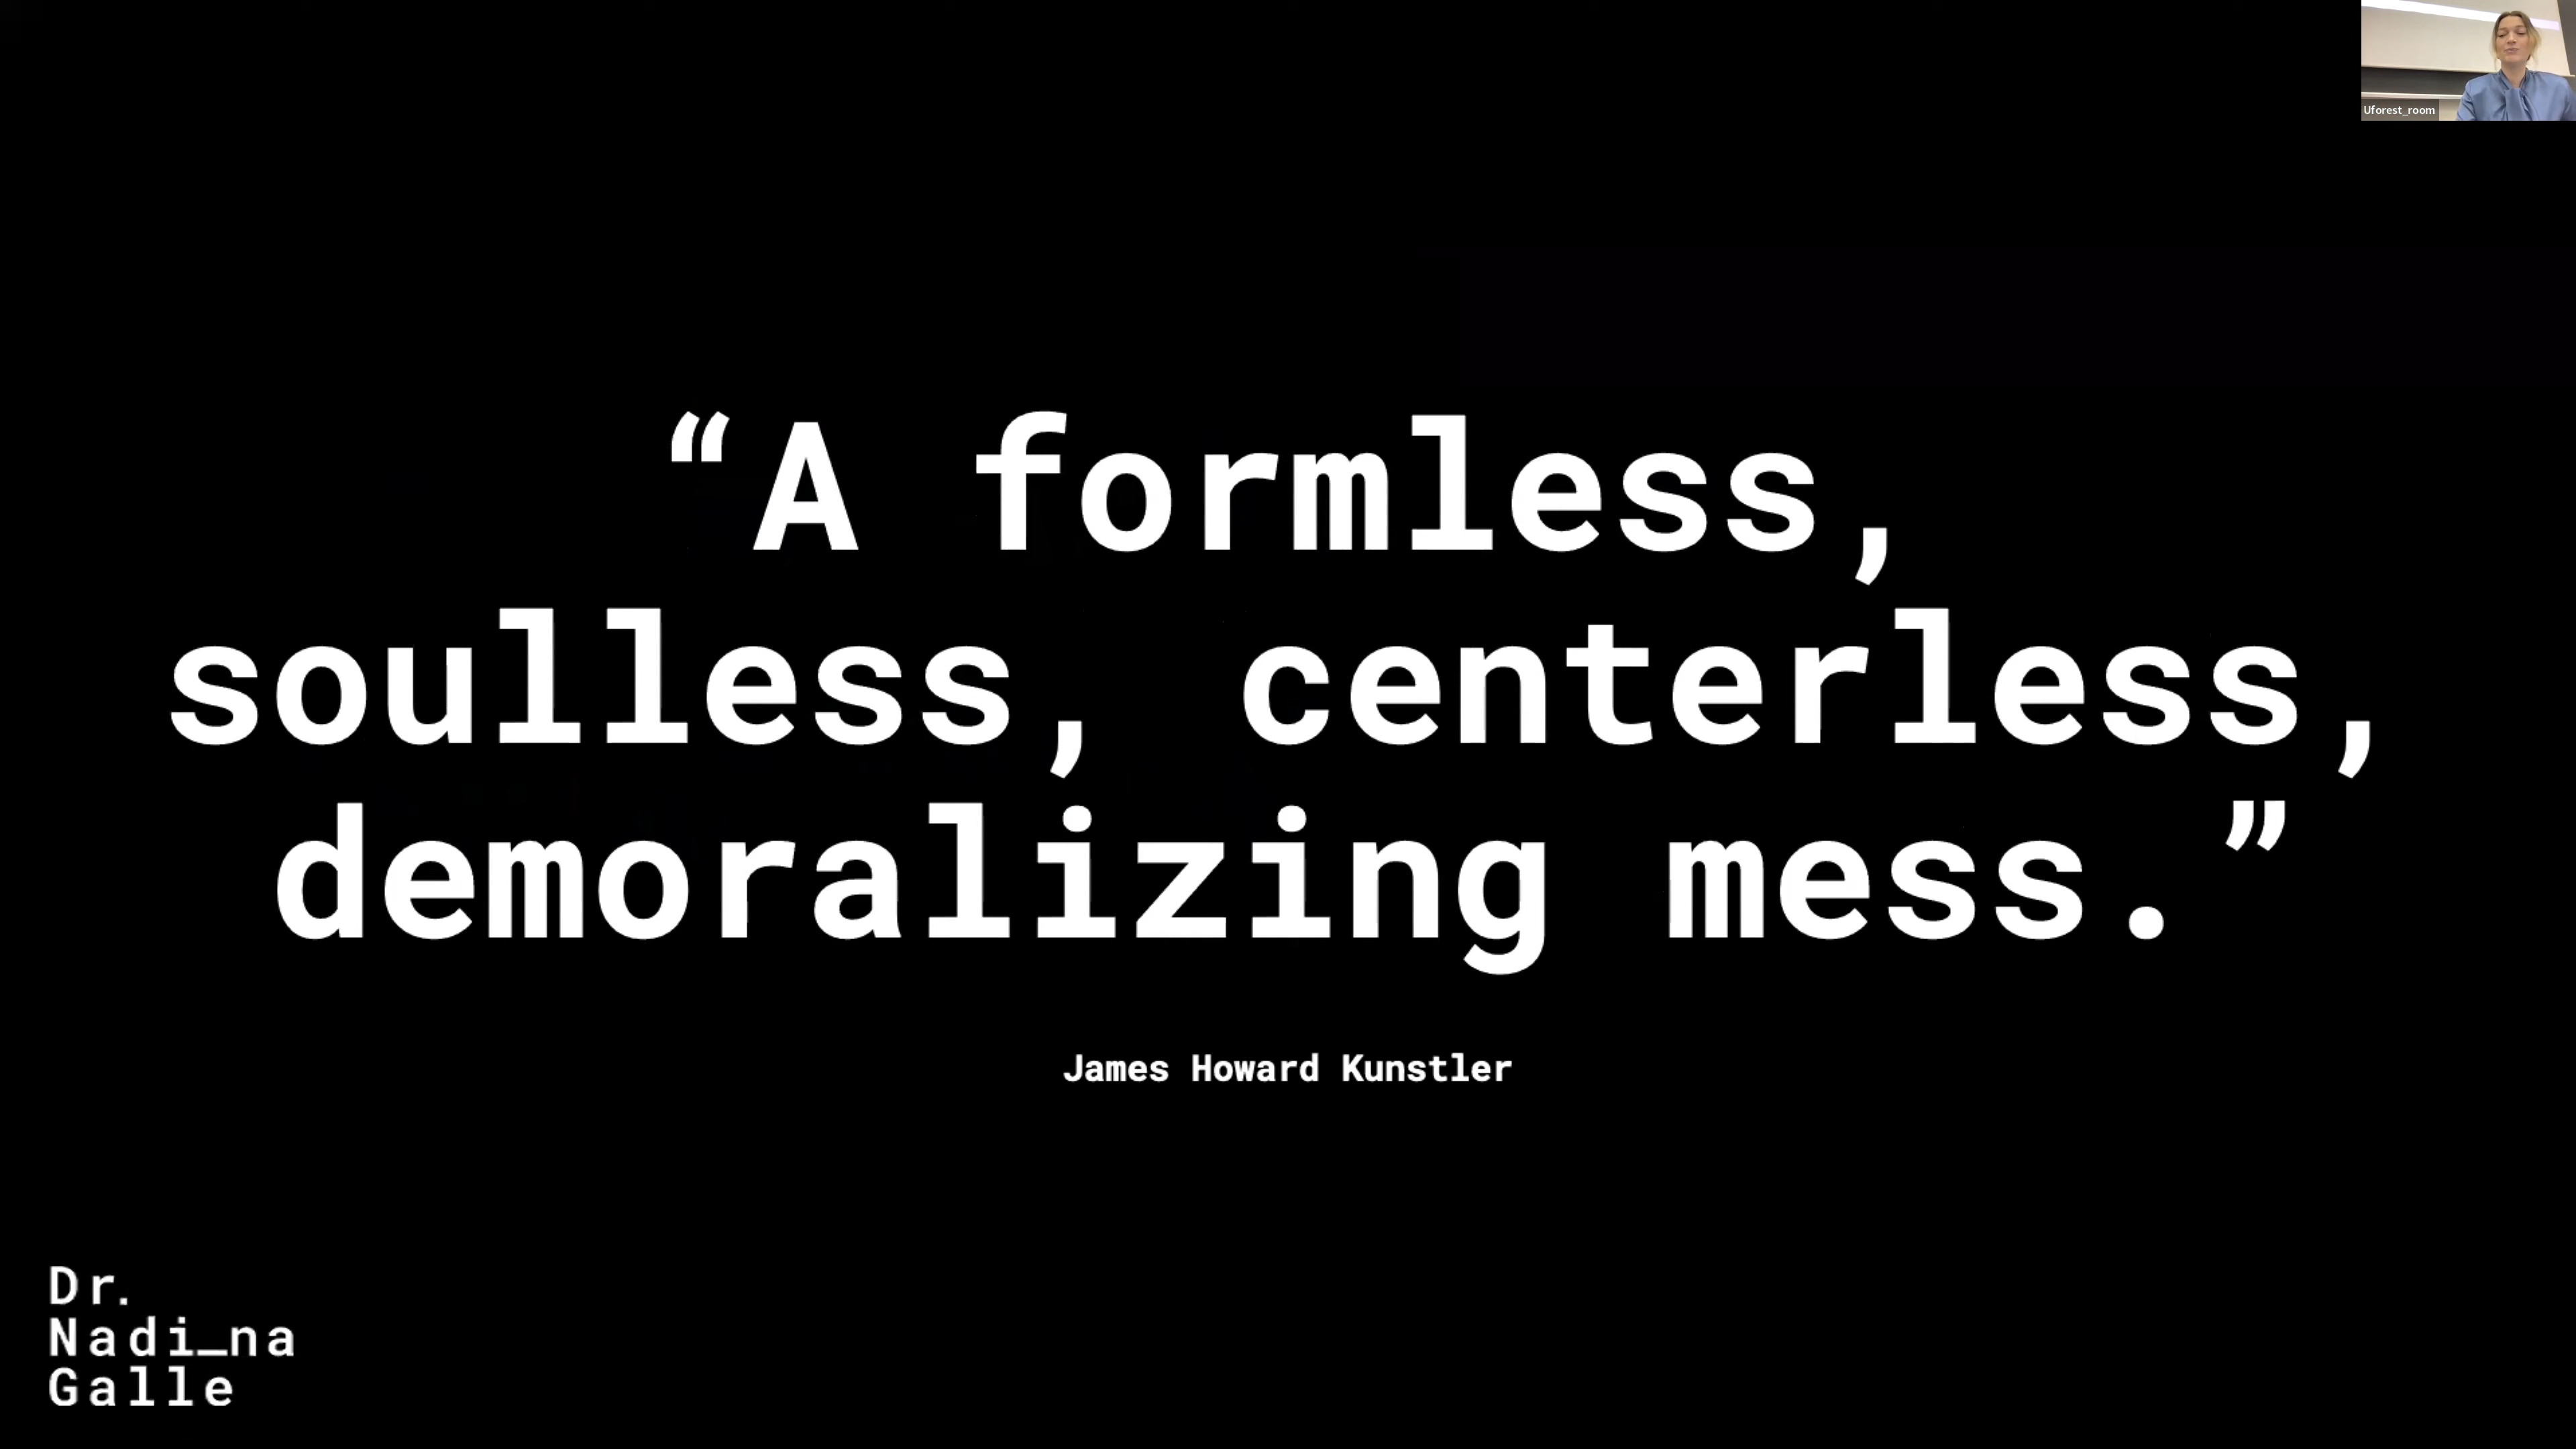 Uforest_room
“A formless,
soulless, centerless,
demoralizing mess.”
James Howard Kunstler
Dr.
Nadi_na
Galle